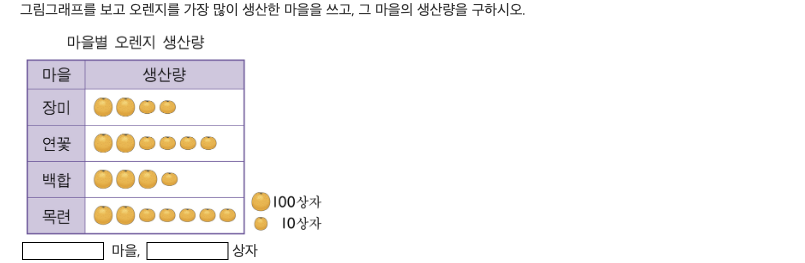 그림그래프를 보고 오렌지를 가장 많이 생산한 마을을 쓰고, 그 마을의 생산량을 구하시오.
마을별 오렌지 생산량
마을 생산량
장미
연꽃
백합
목련
100상자
10상자
마을, 상자